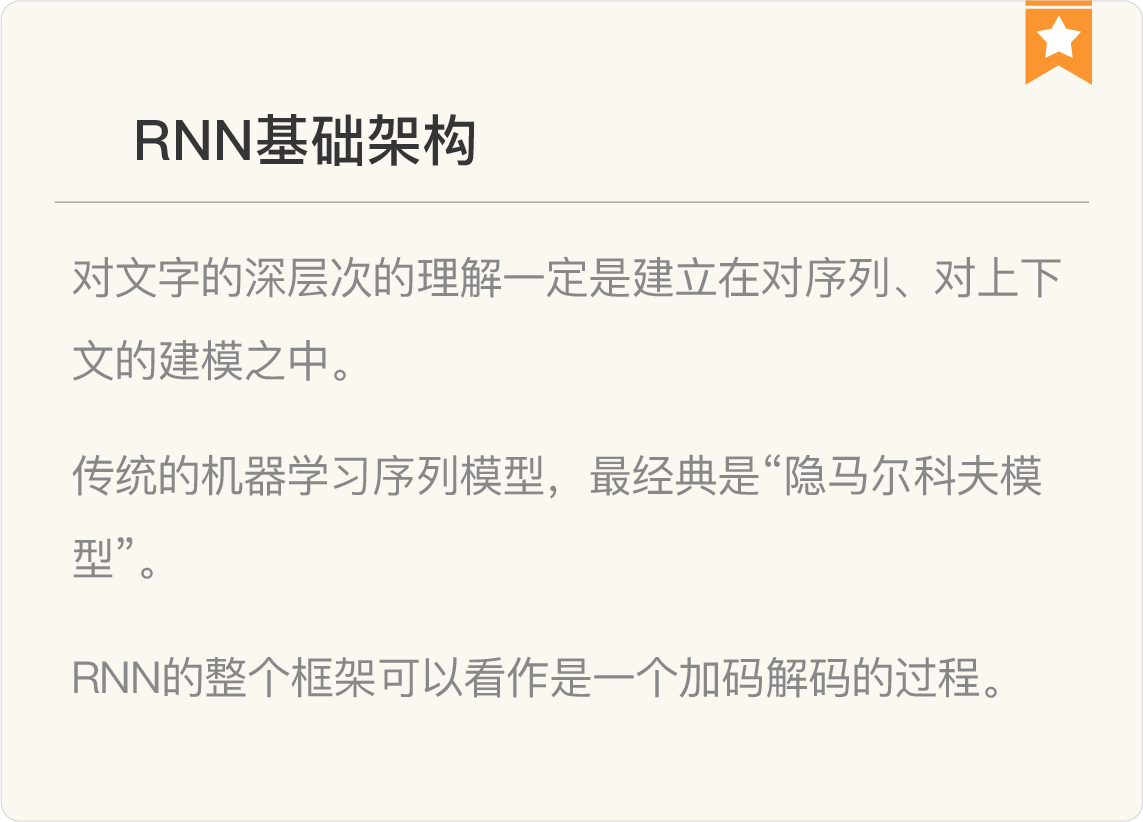 RNN基础架构
对文字的深层次的理解一定是建立在对序列、对上下
文的建模之中。
传统的机器学习序列模型，最经典是“隐马尔科夫模
型”。
RNN的整个框架可以看作是一个加码解码的过程。